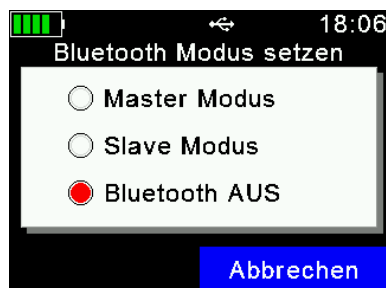 18:06
Bluetooth Modus setzen
Master Modus
Slave Modus
Bluetooth AUS
Abbrechen